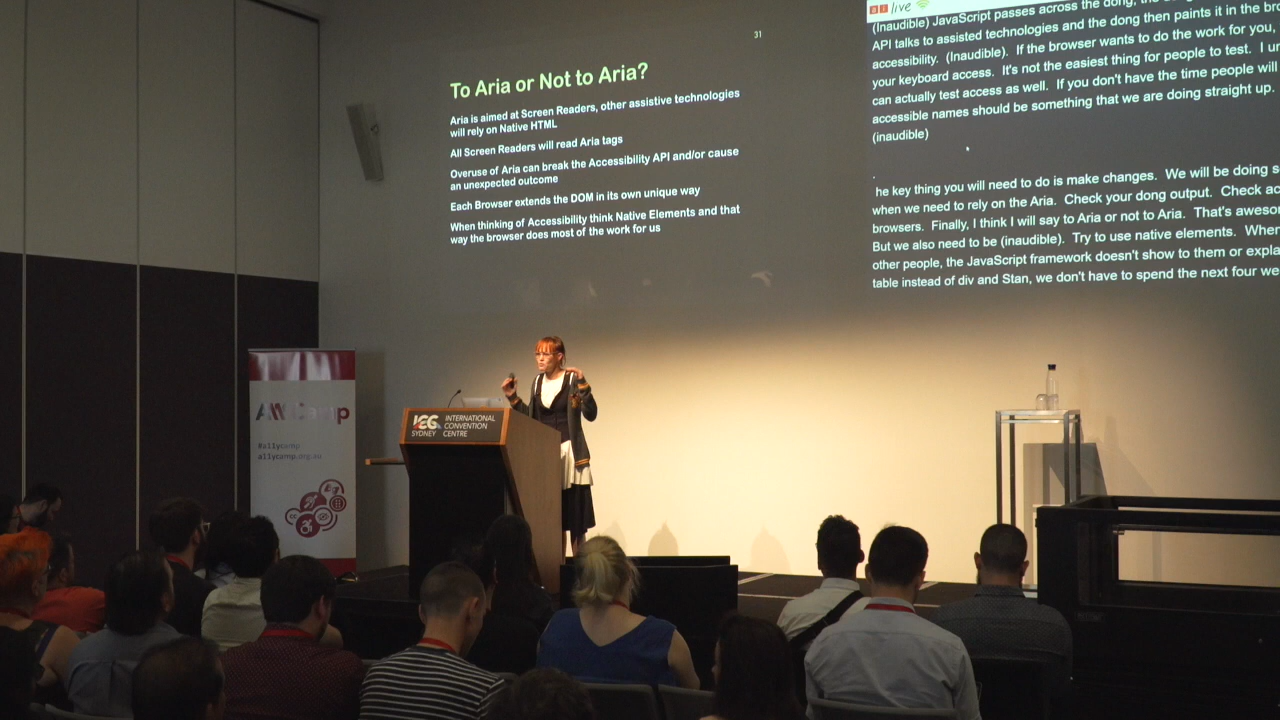 31
To Aria or Not to Aria?
Aria is aimed at Screen Readers, other assistive technologies
will rely on Native HTML
All Screen Readers will read Aria tags
Overuse of Aria can break the Accessibility API and/or cause
an unexpected outcome
Each Browser extends the DOM in its own unique way
When thinking of Accessibility think Native Elements and that
way the browser does most of the work for us
ai live
(Inaudible) JavaScript passes across the dong, the
API talks to assisted technologies and the dong then paints it in the bro
accessibility. (Inaudible). If the browser wants to do the work for you,
your keyboard access. It's not the easiest thing for people to test. I
can actually test access as well. If you don't have the time people will
accessible names should be something that we are doing straight up.
(inaudible)
.
he key thing you will need to do is make changes. We will be doing s
when we need to rely on the Aria. Check your dong output. Check ac
browsers. Finally, I think I will say to Aria or not to Aria. That's aweso
But we also need to be (inaudible). Try to use native elements. When
other people, the JavaScript framework doesn't show to them or expla
table instead of div and Stan, we don't have to spend the next four we
A11Y Camp
#a11ycamp
a11ycamp.org.au
ICC
SYDNEY
INTERNATIONAL
CONVENTION
CENTRE